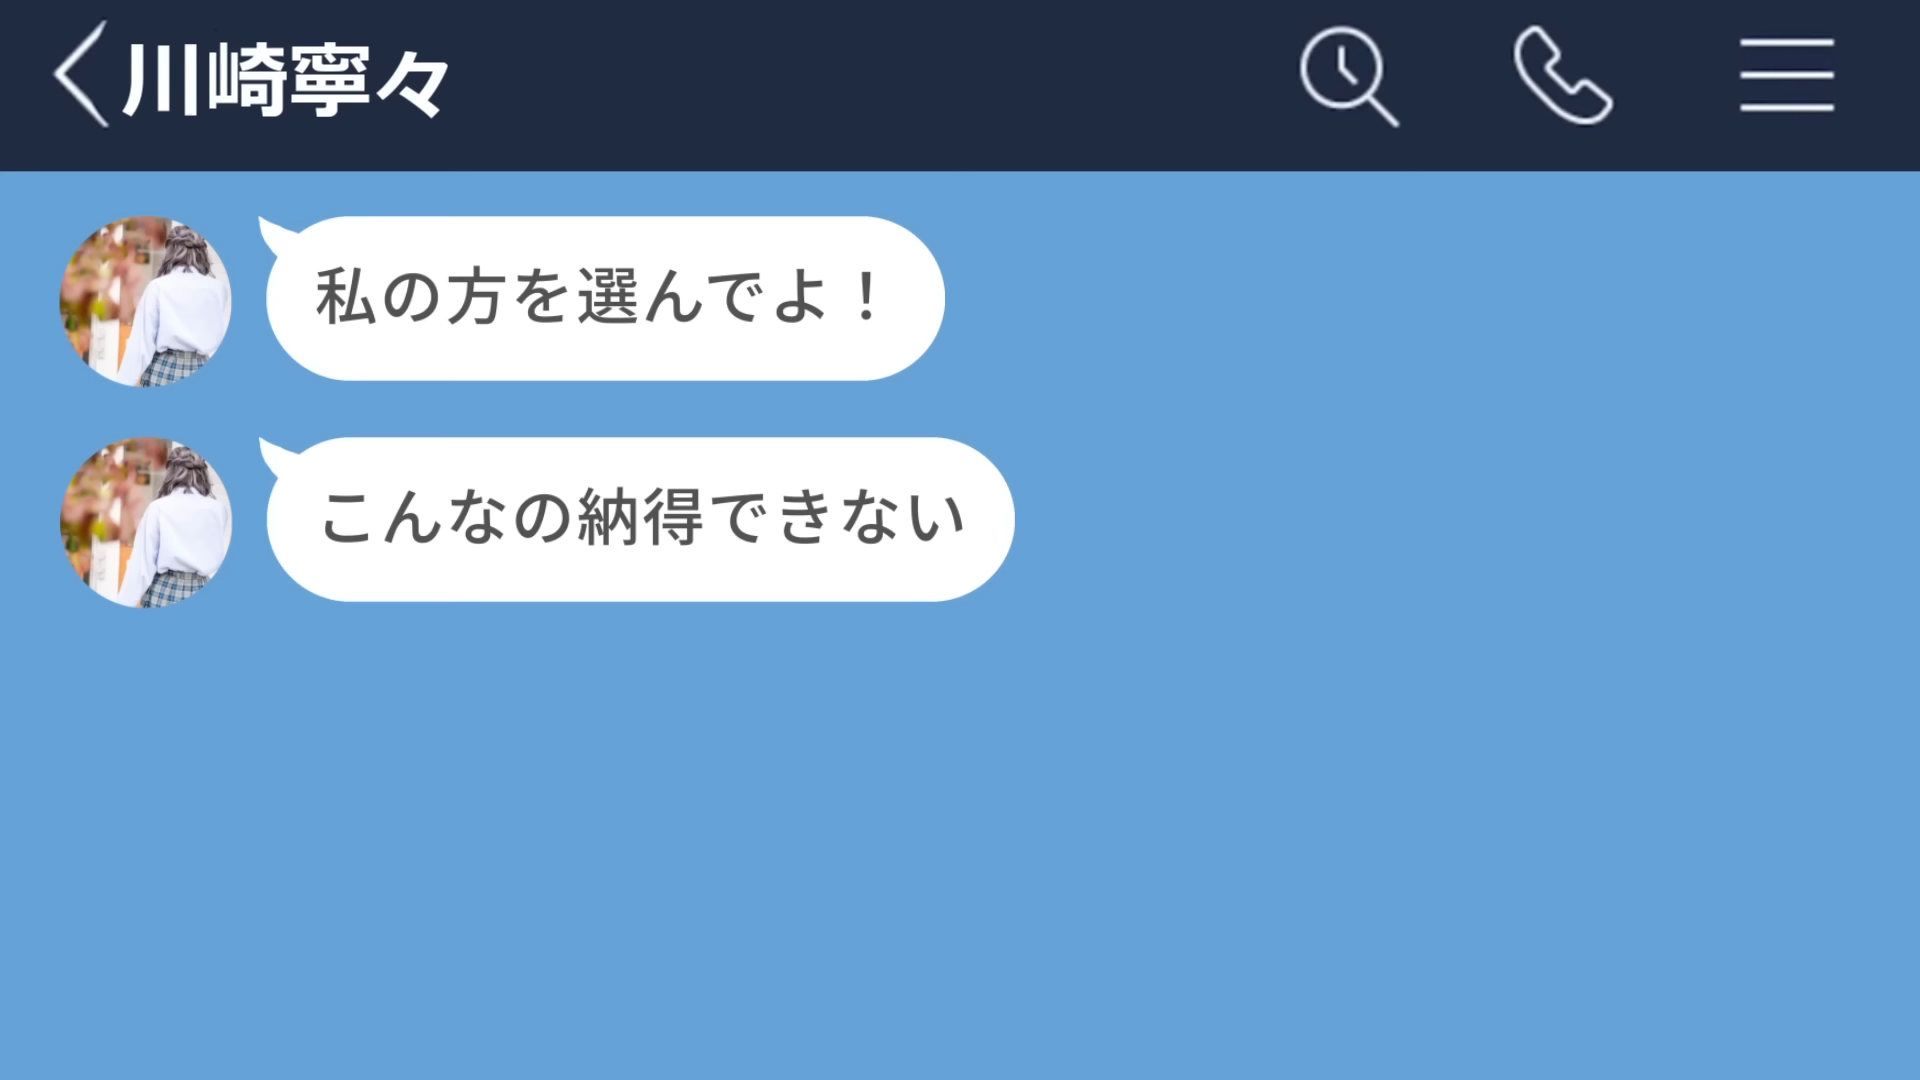 川崎寧々
私の方を選んでよ！
こんなの納得できない